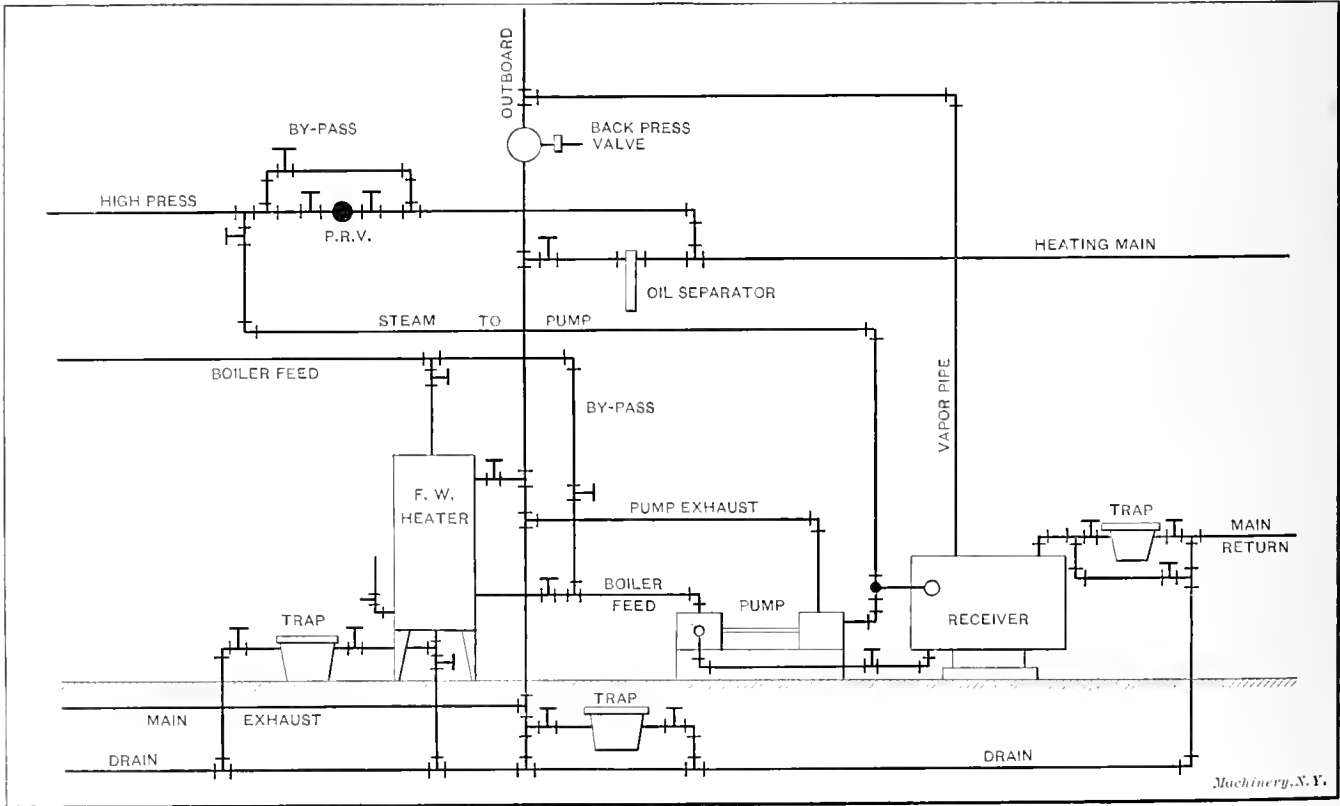 OUTBOARD
BY-PASS
BACK PRESS
VALVE
HIGH PRESS
P.R.V.
HEATING MAIN
OIL SEPARATOR
STEAM TO PUMP
BOILER FEED
BY-PASS
VAPOR PIPE
F. W.
HEATER
PUMP EXHAUST
TRAP
MAIN
RETURN
BOILER
FEED
PUMP
RECEIVER
TRAP
TRAP
MAIN EXHAUST
DRAIN
DRAIN
Machinery, N.Y.